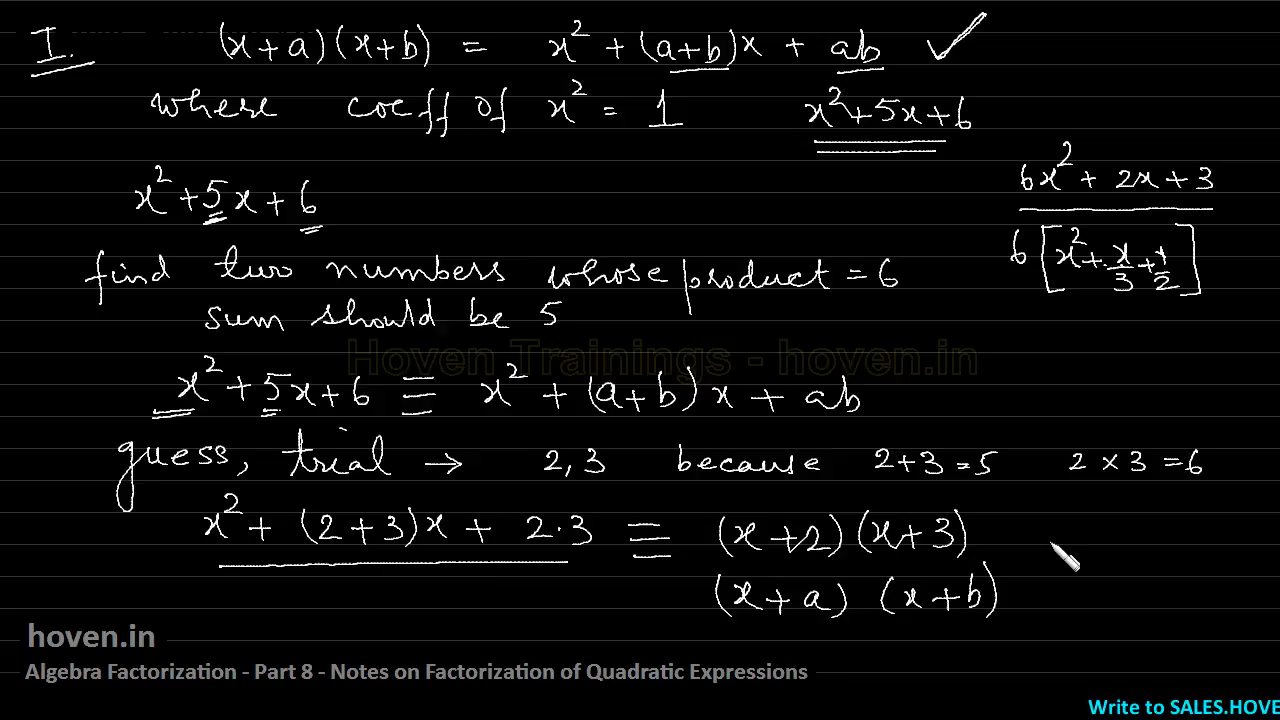 I. (x+a)(x+b) = x² + (a+b)x + ab ✓
where coeff of x² = 1 x²+5x+6
6x² + 2x + 3
x² + 5x + 6
6[x² + x/3 + 1/2]
find two numbers whose product = 6
sum should be 5
Hoven Trainings - hoven.in
x² + 5x + 6 ≡ x² + (a+b)x + ab
guess, trial → 2, 3 because 2+3=5 2 × 3 = 6
x² + (2+3)x + 2·3 ≡ (x+2)(x+3)
(x+a) (x+b)
hoven.in
Algebra Factorization - Part 8 - Notes on Factorization of Quadratic Expressions
Write to SALES.HOVE